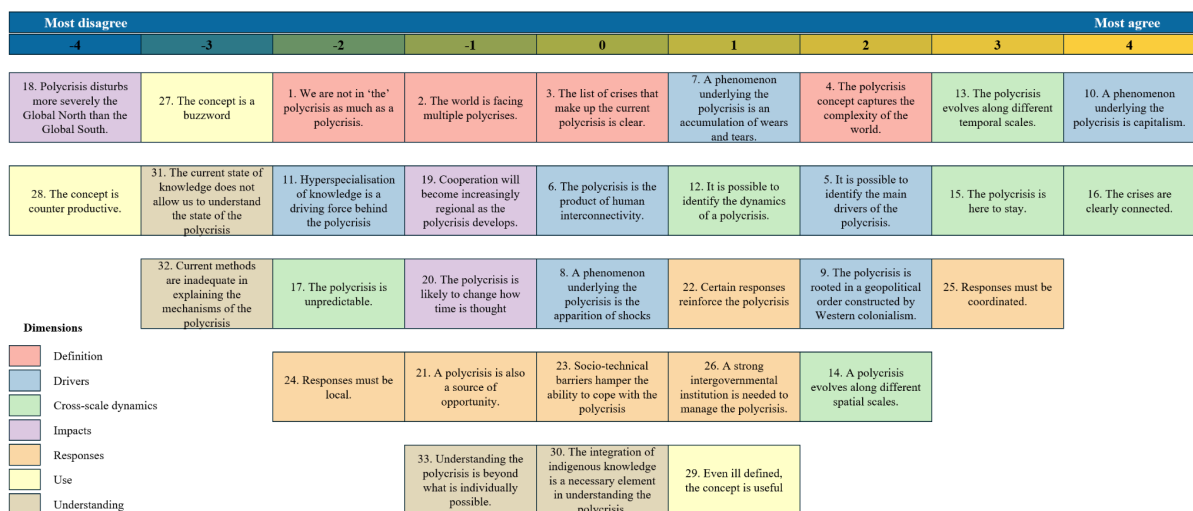 Most disagree
Most agree
-4
-3
-2
-1
0
1
2
3
4
18. Polycrisis disturbs
more severely the
Global North than the
Global South.
27. The concept is a
buzzword
1. We are not in ‘the’
polycrisis as much as a
polycrisis.
2. The world is facing
multiple polycrises.
3. The list of crises that
make up the current
polycrisis is clear.
7. A phenomenon
underlying the
polycrisis is an
accumulation of wears
and tears.
4. The polycrisis
concept captures the
complexity of the
world.
13. The polycrisis
evolves along different
temporal scales.
10. A phenomenon
underlying the
polycrisis is capitalism.
28. The concept is
counter productive.
31. The current state of
knowledge does not
allow us to understand
the state of the
polycrisis
11. Hyperspecialisation
of knowledge is a
driving force behind
the polycrisis
19. Cooperation will
become increasingly
regional as the
polycrisis develops.
6. The polycrisis is the
product of human
interconnectivity.
12. It is possible to
identify the dynamics
of a polycrisis.
5. It is possible to
identify the main
drivers of the
polycrisis.
15. The polycrisis is
here to stay.
16. The crises are
clearly connected.
32. Current methods
are inadequate in
explaining the
mechanisms of the
polycrisis
17. The polycrisis is
unpredictable.
20. The polycrisis is
likely to change how
time is thought
8. A phenomenon
underlying the
polycrisis is the
apparition of shocks
22. Certain responses
reinforce the polycrisis
9. The polycrisis is
rooted in a geopolitical
order constructed by
Western colonialism.
25. Responses must be
coordinated.
24. Responses must be
local.
21. A polycrisis is also
a source of
opportunity.
23. Socio-technical
barriers hamper the
ability to cope with the
polycrisis
26. A strong
intergovernmental
institution is needed to
manage the polycrisis.
14. A polycrisis
evolves along different
spatial scales.
33. Understanding the
polycrisis is beyond
what is individually
possible.
30. The integration of
indigenous knowledge
is a necessary element
in understanding the
polycrisis.
29. Even ill defined,
the concept is useful
Dimensions
Definition
Drivers
Cross-scale dynamics
Impacts
Responses
Use
Understanding